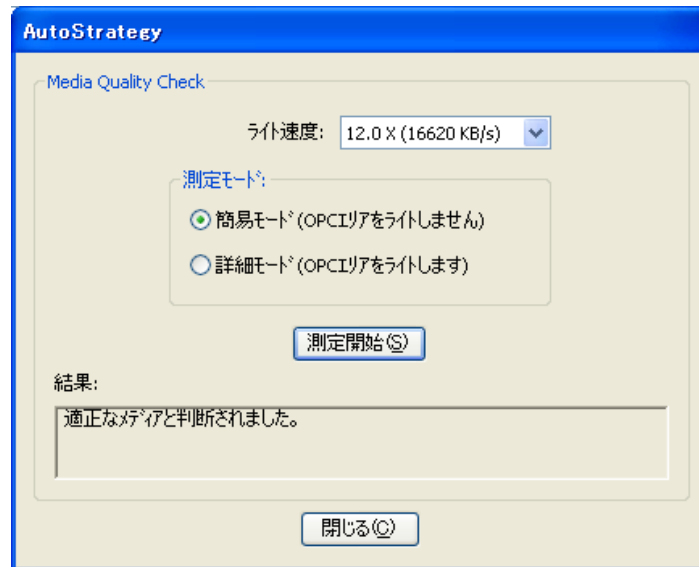 AutoStrategy
Media Quality Check
ﾗｲﾄ速度: 12.0 X (16620 KB/s)
測定ﾓｰﾄﾞ:
簡易ﾓｰﾄﾞ(OPCｴﾘｱをﾗｲﾄしません)
詳細ﾓｰﾄﾞ(OPCｴﾘｱをﾗｲﾄします)
測定開始(S)
結果:
適正なﾒﾃﾞｨｱと判断されました。
閉じる(C)